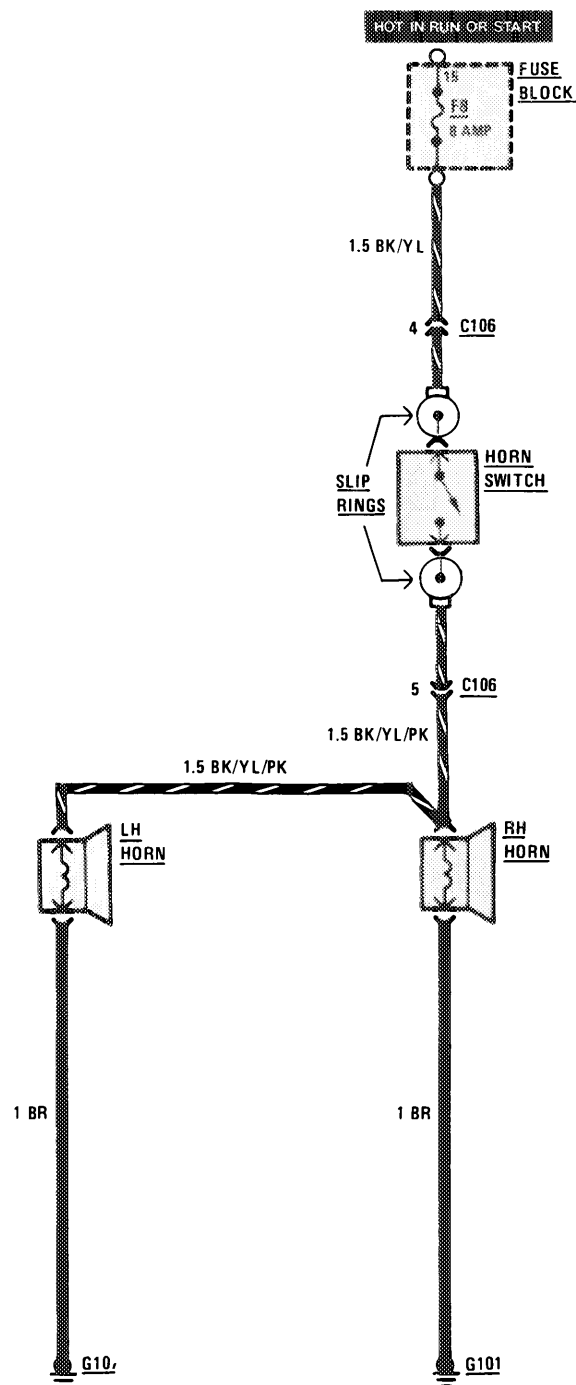 HOT IN RUN OR START
FUSE
BLOCK
15
F8
8 AMP
1.5 BK/YL
4 C106
HORN
SWITCH
SLIP
RINGS
5 C106
1.5 BK/YL/PK
1.5 BK/YL/PK
LH
HORN
RH
HORN
1 BR
1 BR
G101